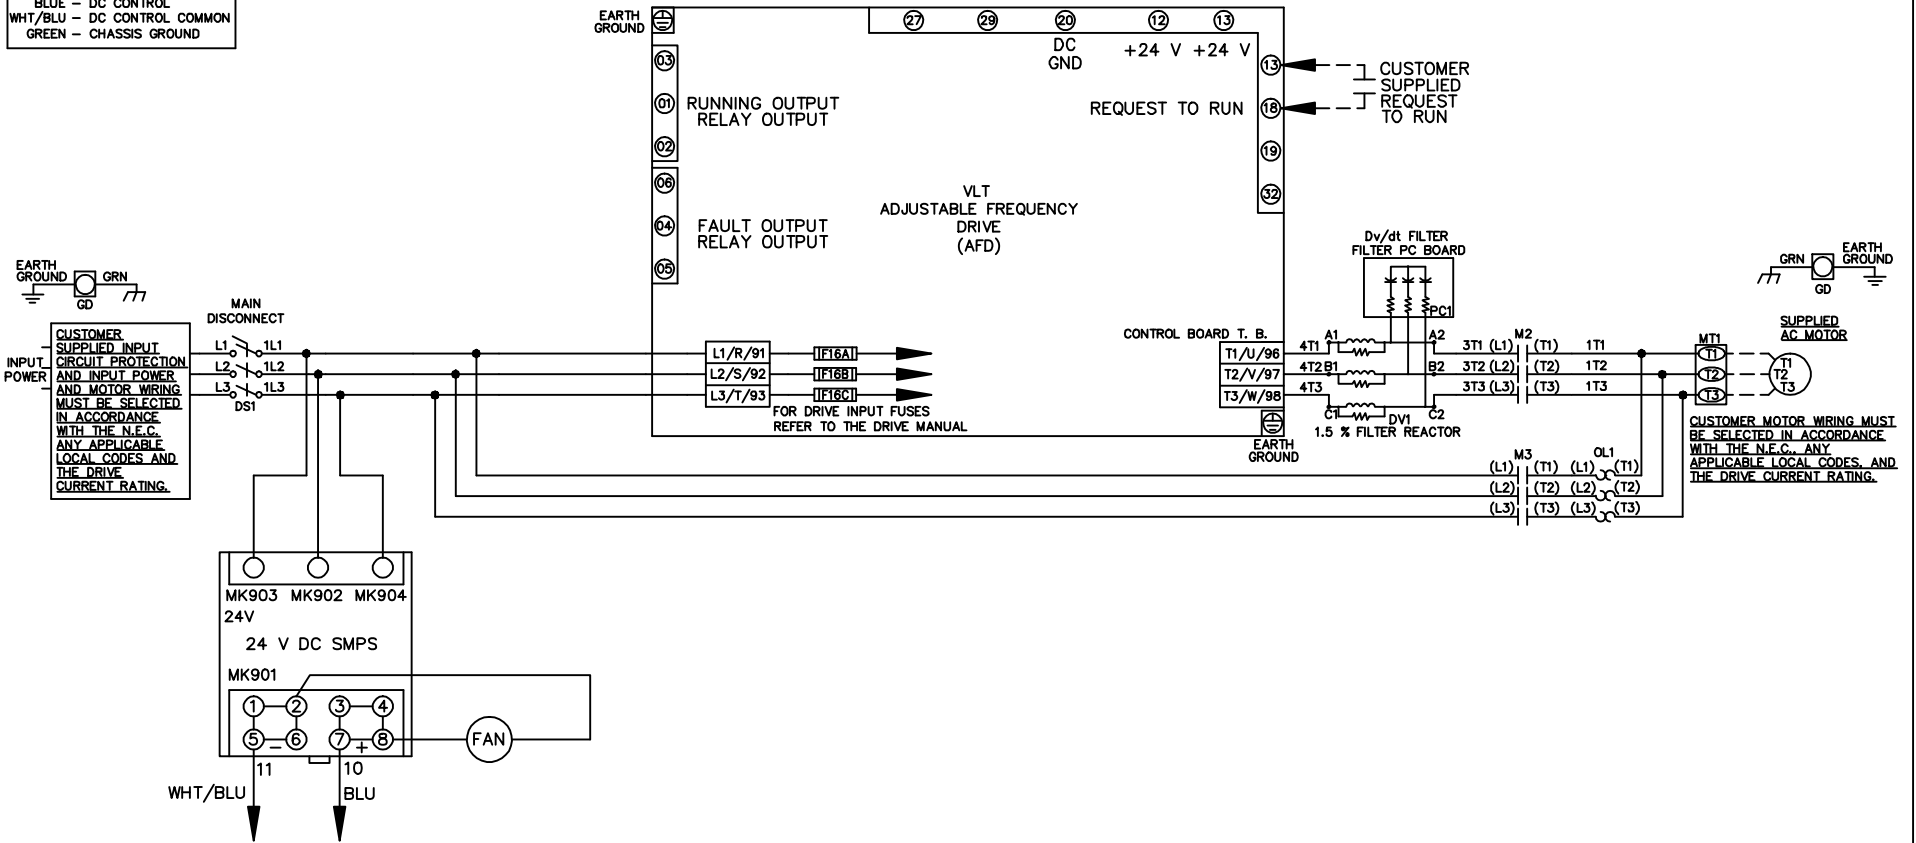 BLUE – DC CONTROL
WHT/BLU – DC CONTROL COMMON
GREEN – CHASSIS GROUND
EARTH
GROUND
27
29
20
12
13
DC
GND
+24 V
+24 V
03
01
02
RUNNING OUTPUT
RELAY OUTPUT
06
04
05
FAULT OUTPUT
RELAY OUTPUT
REQUEST TO RUN
13
18
19
32
CUSTOMER
SUPPLIED
REQUEST
TO RUN
VLT
ADJUSTABLE FREQUENCY
DRIVE
(AFD)
Dv/dt FILTER
FILTER PC BOARD
PC1
EARTH
GROUND
GRN
GD
GRN
EARTH
GROUND
GD
MAIN
DISCONNECT
INPUT
POWER
CUSTOMER
SUPPLIED INPUT
CIRCUIT PROTECTION
AND INPUT POWER
AND MOTOR WIRING
MUST BE SELECTED
IN ACCORDANCE
WITH THE N.E.C.
ANY APPLICABLE
LOCAL CODES AND
THE DRIVE
CURRENT RATING.
L1
1L1
L2
1L2
L3
1L3
DS1
L1/R/91
L2/S/92
L3/T/93
F16A
F16B
F16C
FOR DRIVE INPUT FUSES
REFER TO THE DRIVE MANUAL
CONTROL BOARD T. B.
T1/U/96
T2/V/97
T3/W/98
EARTH
GROUND
4T1
A1
A2
4T2
B1
B2
4T3
C1
C2
DV1
1.5 % FILTER REACTOR
M2
3T1 (L1) (T1) 1T1
3T2 (L2) (T2) 1T2
3T3 (L3) (T3) 1T3
MT1
T1
T2
T3
SUPPLIED
AC MOTOR
T1
T2
T3
CUSTOMER MOTOR WIRING MUST
BE SELECTED IN ACCORDANCE
WITH THE N.E.C., ANY
APPLICABLE LOCAL CODES, AND
THE DRIVE CURRENT RATING.
M3
OL1
(L1) (T1) (L1) (T1)
(L2) (T2) (L2) (T2)
(L3) (T3) (L3) (T3)
MK903 MK902 MK904
24V
24 V DC SMPS
MK901
1 2 3 4
5 – 6 7 + 8
FAN
11
10
WHT/BLU
BLU